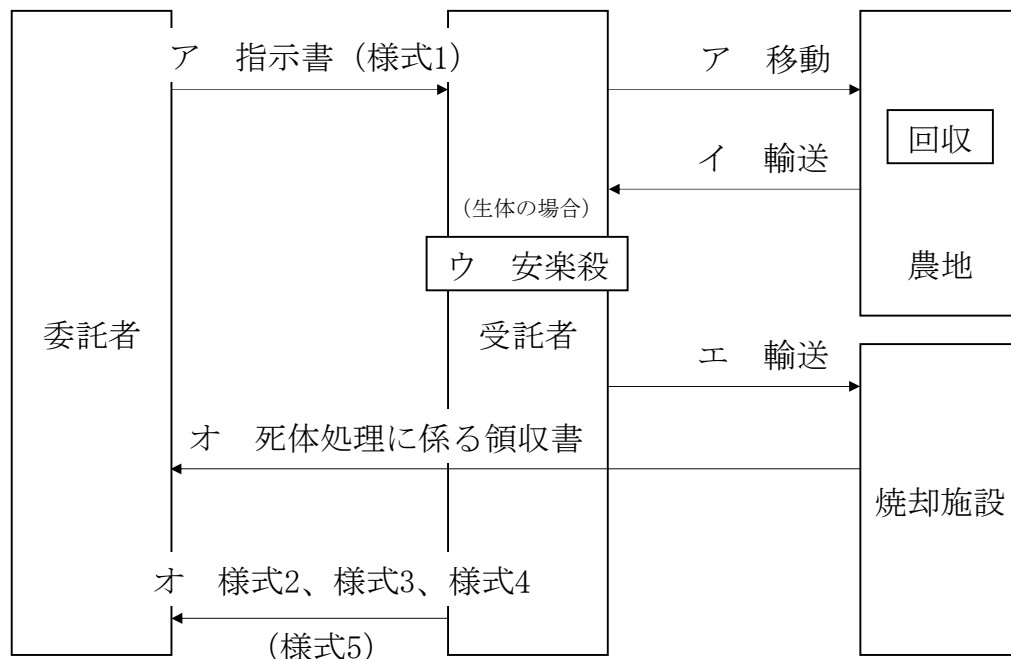 ア　指示書（様式1）
ア　移動
回収
イ　輸送
（生体の場合）
ウ　安楽殺
農地
委託者
受託者
エ　輸送
オ　死体処理に係る領収書
焼却施設
オ　様式2、様式3、様式4
（様式5）